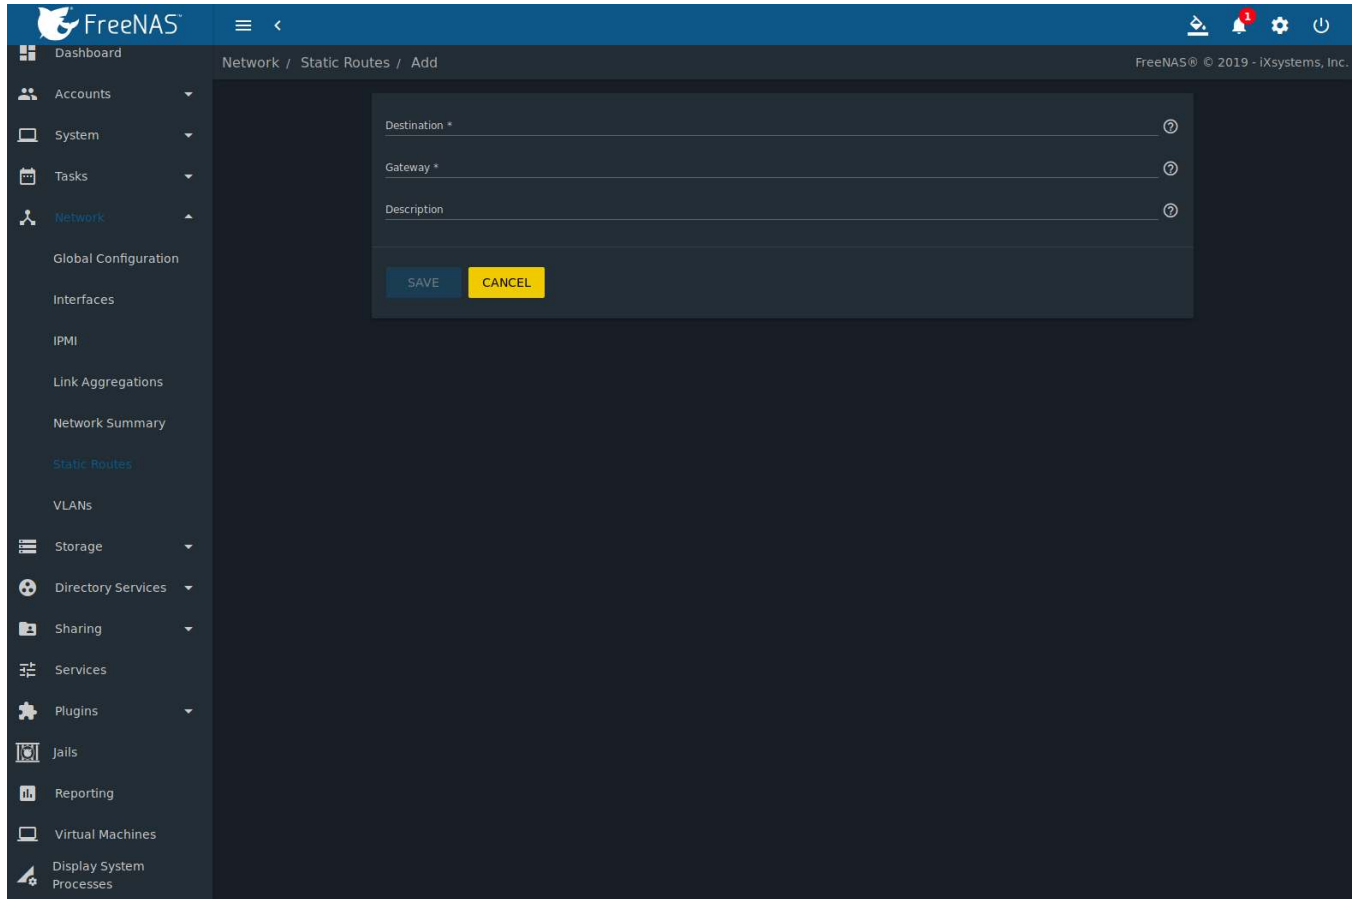 FreeNAS
1
Dashboard
Network / Static Routes / Add
FreeNAS® © 2019 - iXsystems, Inc.
Accounts
System
Tasks
Network
Global Configuration
Interfaces
IPMI
Link Aggregations
Network Summary
Static Routes
VLANs
Storage
Directory Services
Sharing
Services
Plugins
Jails
Reporting
Virtual Machines
Display System
Processes
Destination *
Gateway *
Description
SAVE
CANCEL